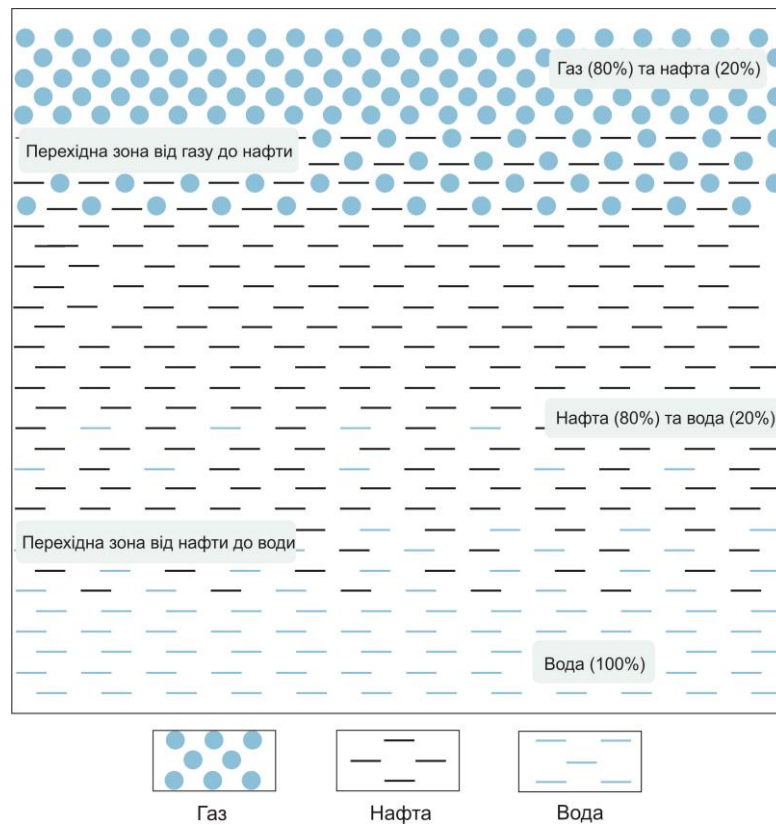 Газ (80%) та нафта (20%)
Перехідна зона від газу до нафти
Нафта (80%) та вода (20%)
Перехідна зона від нафти до води
Вода (100%)
Газ
Нафта
Вода